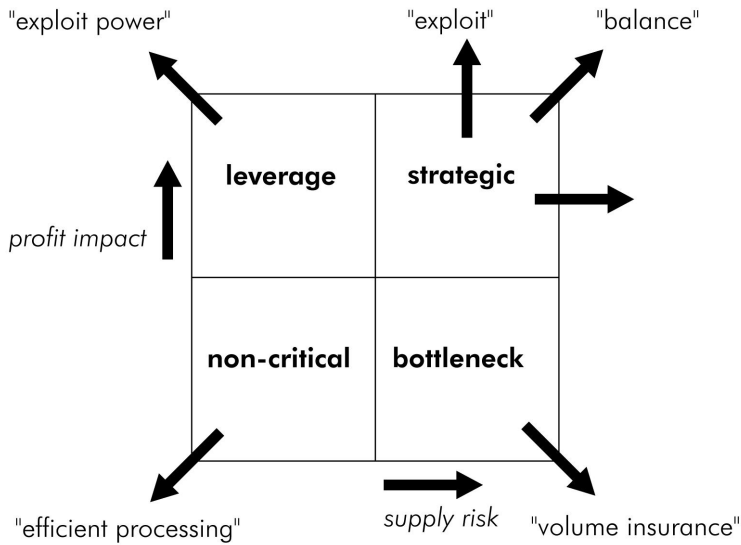 "exploit power"
"exploit"
"balance"
leverage
strategic
profit impact
non-critical
bottleneck
supply risk
"efficient processing"
"volume insurance"